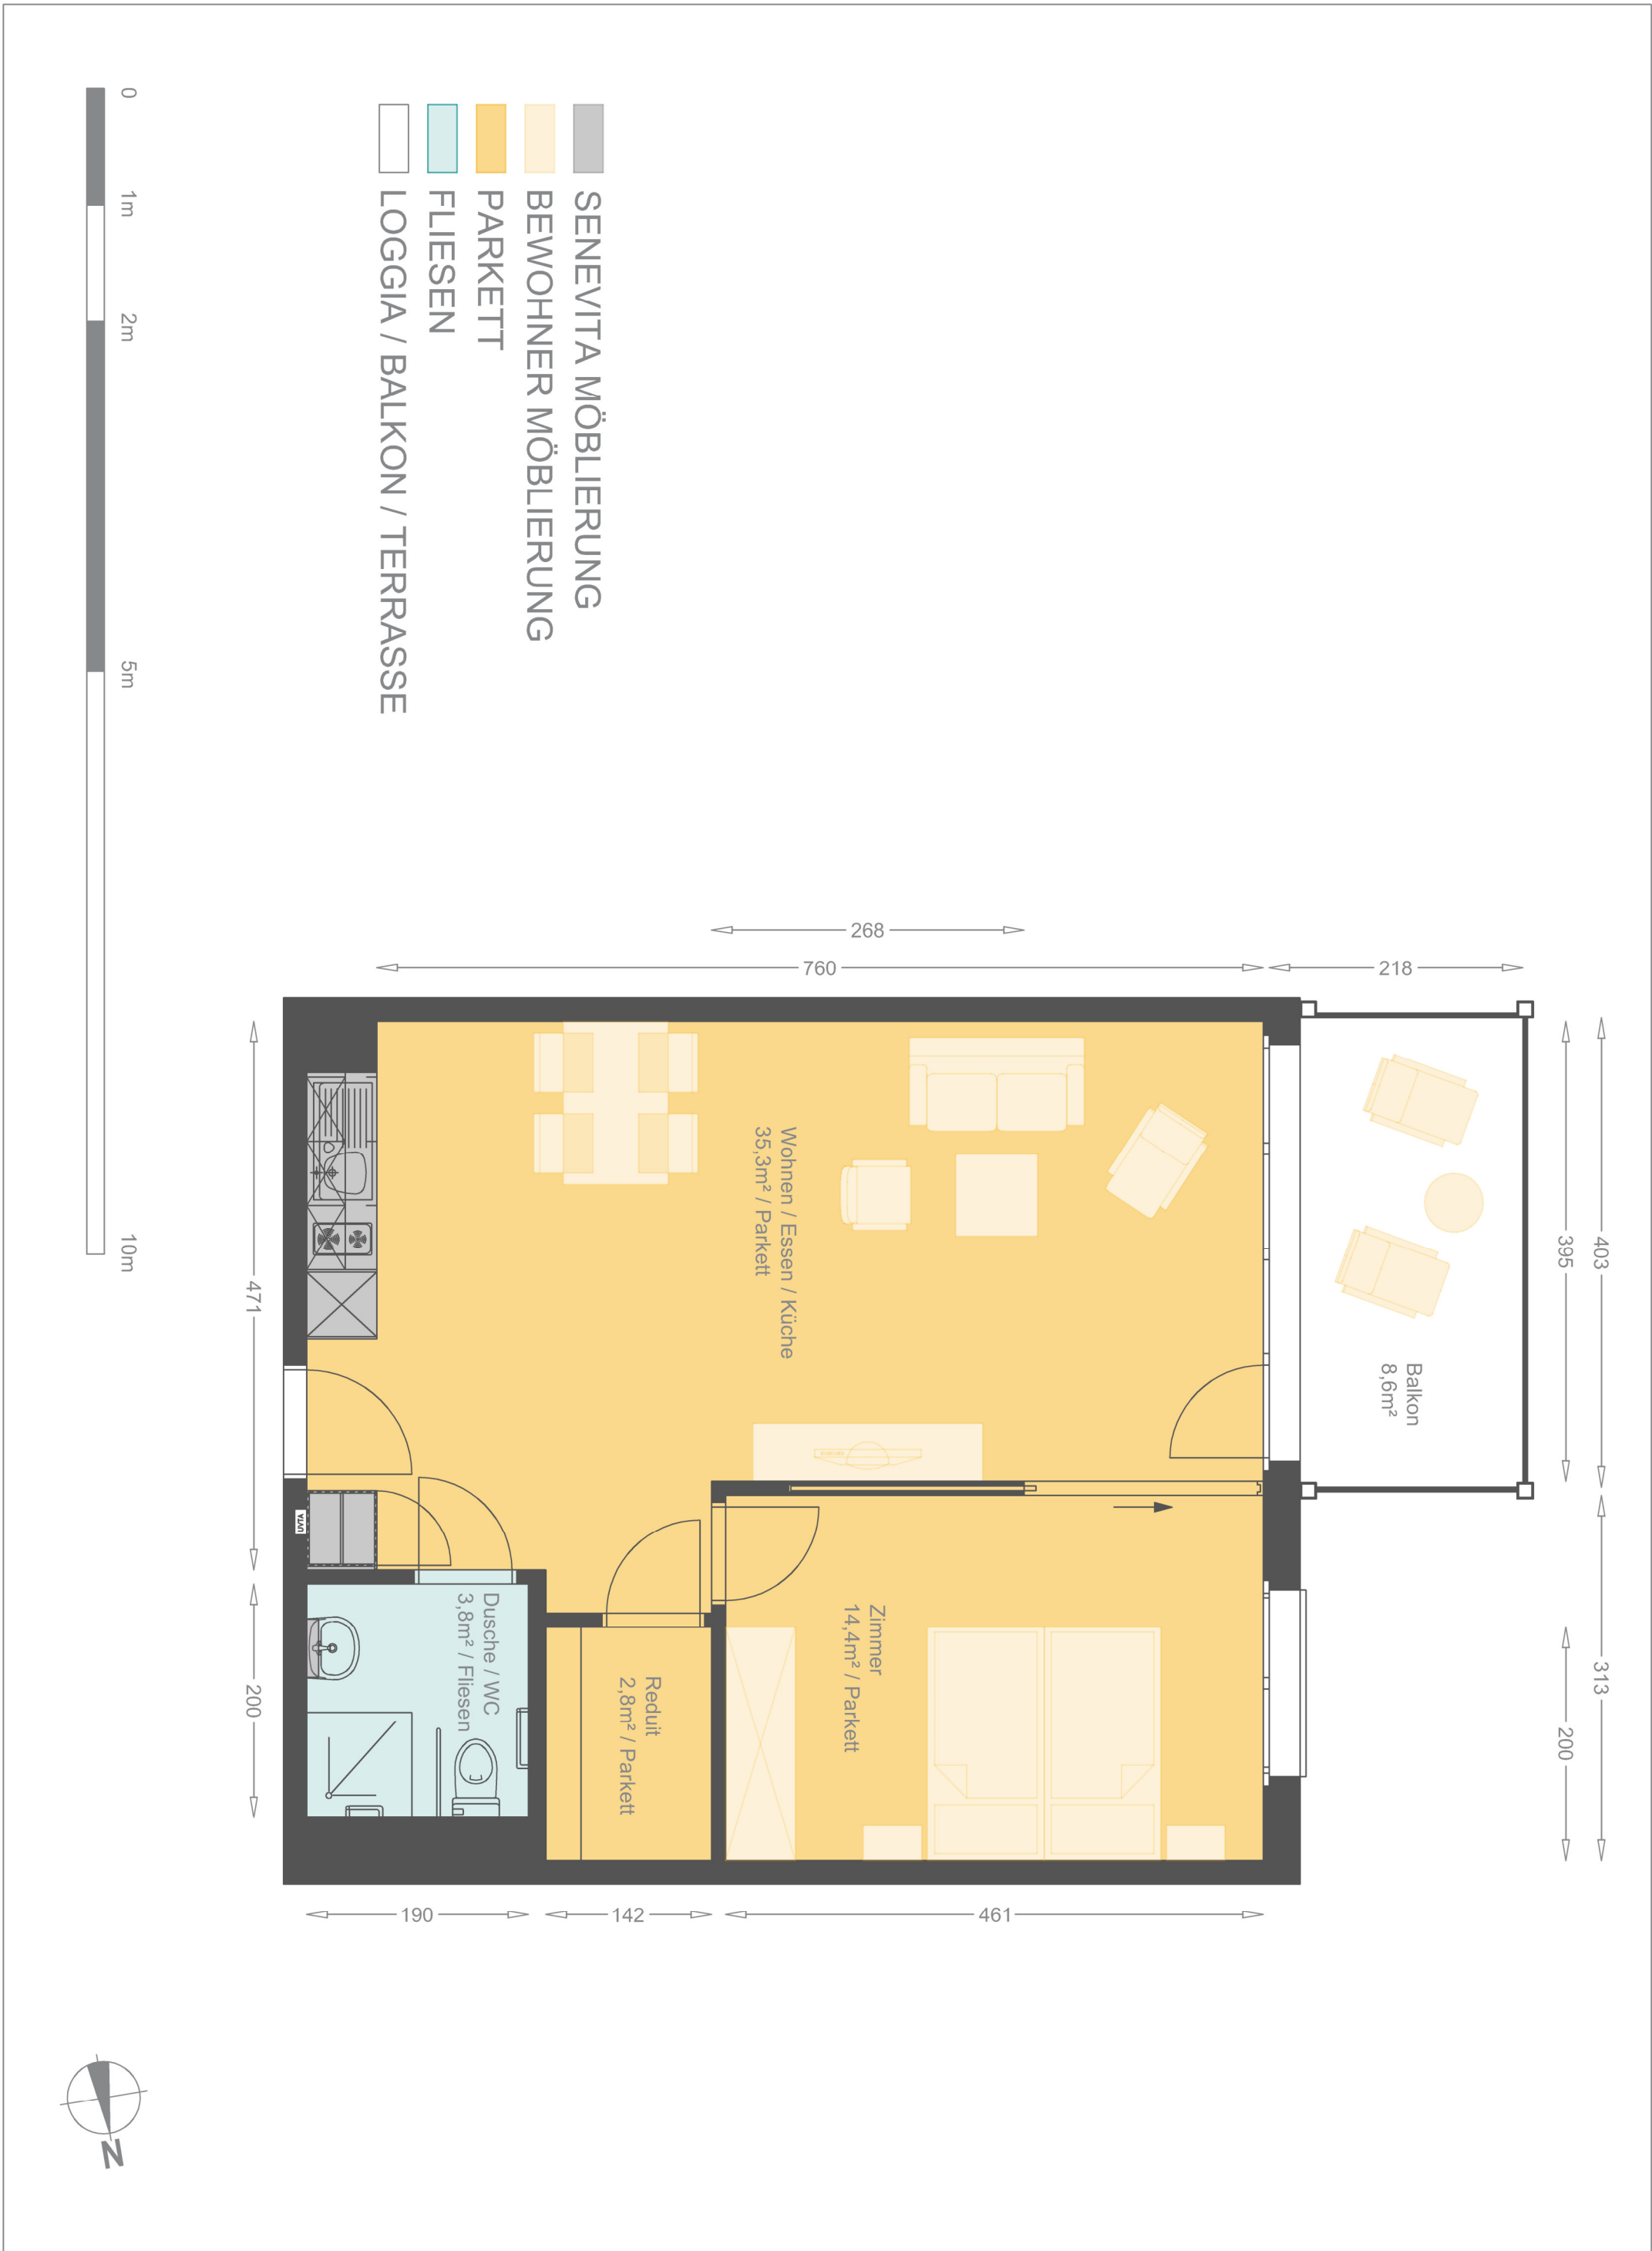 SENEVITA MÖBLIERUNG
BEWOHNER MÖBLIERUNG
PARKETT
FLIESEN
LOGGIA / BALKON / TERRASSE
0
1m
2m
5m
10m
403
395
313
200
218
760
268
Balkon
8,6m²
Wohnen / Essen / Küche
35,3m² / Parkett
Zimmer
14,4m² / Parkett
Reduit
2,8m² / Parkett
Dusche / WC
3,8m² / Fliesen
461
142
190
471
200
N